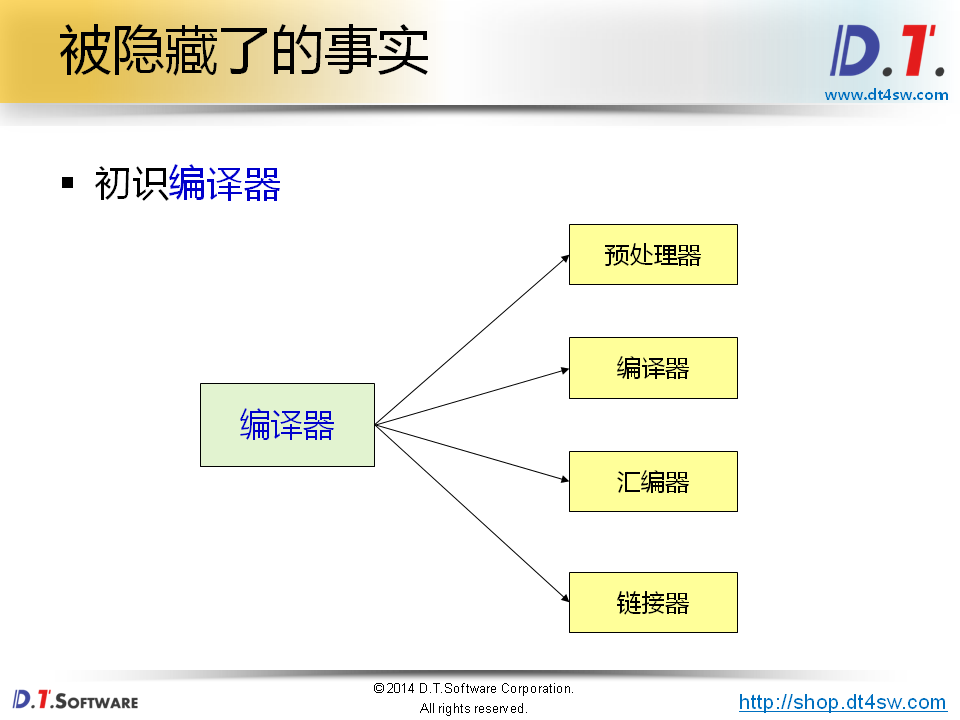 被隐藏了的事实
D.T.
www.dt4sw.com
▪ 初识编译器
预处理器
编译器
编译器
汇编器
链接器
D.T.SOFTWARE
©2014 D.T.Software Corporation.
All rights reserved.
http://shop.dt4sw.com